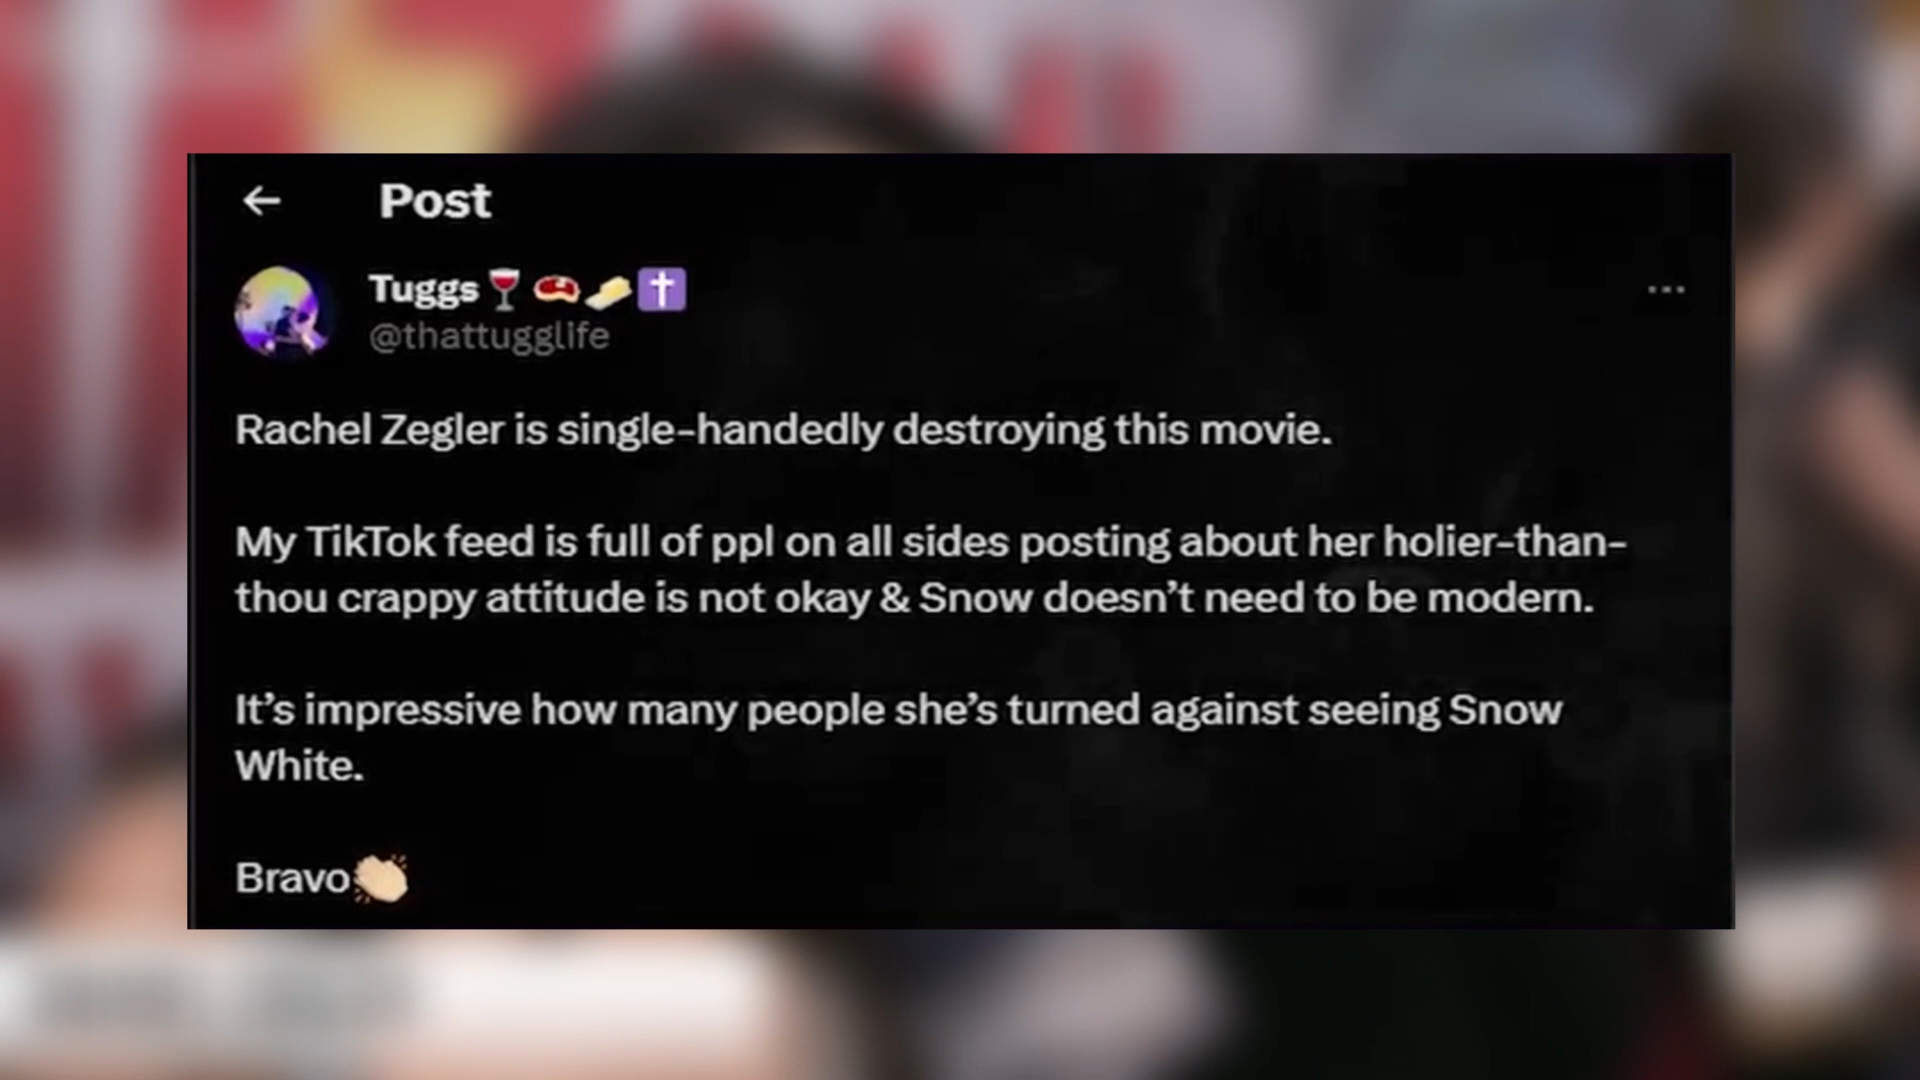 Post
Tuggs🍷🥩🧈✝️
@thattugglife
Rachel Zegler is single-handedly destroying this movie.
My TikTok feed is full of ppl on all sides posting about her holier-than-
thou crappy attitude is not okay & Snow doesn’t need to be modern.
It’s impressive how many people she’s turned against seeing Snow
White.
Bravo👏🏻